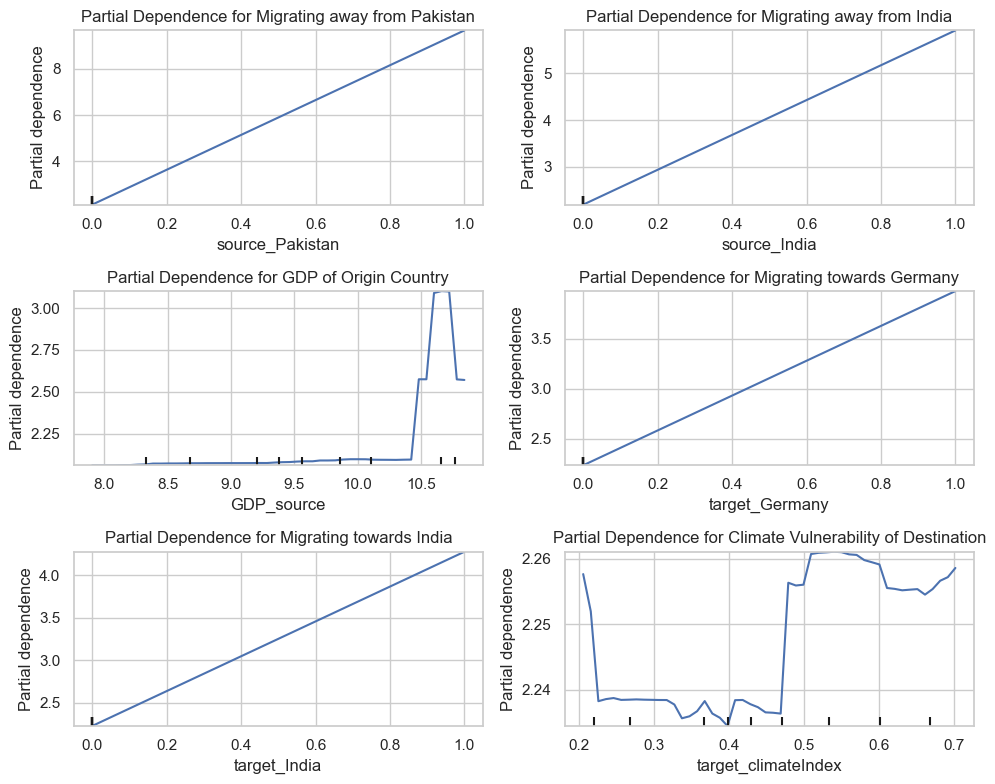 Partial Dependence for Migrating away from Pakistan
Partial dependence
8
6
4
0.0 0.2 0.4 0.6 0.8 1.0
source_Pakistan
Partial Dependence for Migrating away from India
Partial dependence
5
4
3
0.0 0.2 0.4 0.6 0.8 1.0
source_India
Partial Dependence for GDP of Origin Country
Partial dependence
3.00
2.75
2.50
2.25
8.0 8.5 9.0 9.5 10.0 10.5
GDP_source
Partial Dependence for Migrating towards Germany
Partial dependence
3.5
3.0
2.5
0.0 0.2 0.4 0.6 0.8 1.0
target_Germany
Partial Dependence for Migrating towards India
Partial dependence
4.0
3.5
3.0
2.5
0.0 0.2 0.4 0.6 0.8 1.0
target_India
Partial Dependence for Climate Vulnerability of Destination
Partial dependence
2.26
2.25
2.24
0.2 0.3 0.4 0.5 0.6 0.7
target_climateIndex